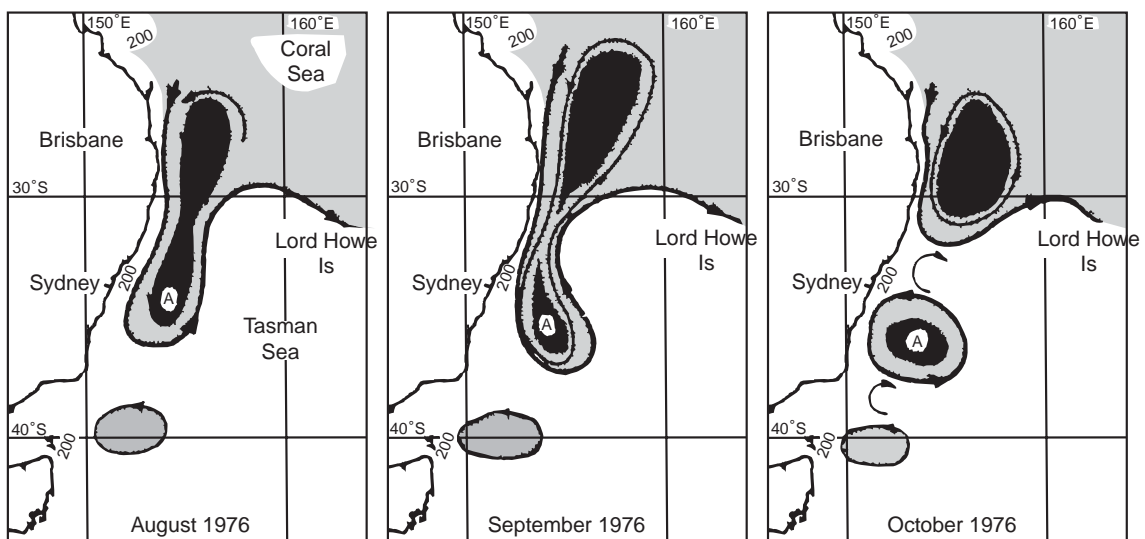 150˚E
160˚E
200
Coral
Sea
Brisbane
30˚S
Lord Howe
Is
Sydney
200
A
Tasman
Sea
40˚S
200
August 1976
150˚E
160˚E
200
Brisbane
30˚S
Lord Howe
Is
Sydney
200
A
40˚S
200
September 1976
150˚E
160˚E
200
Brisbane
30˚S
Lord Howe
Is
Sydney
200
A
40˚S
200
October 1976